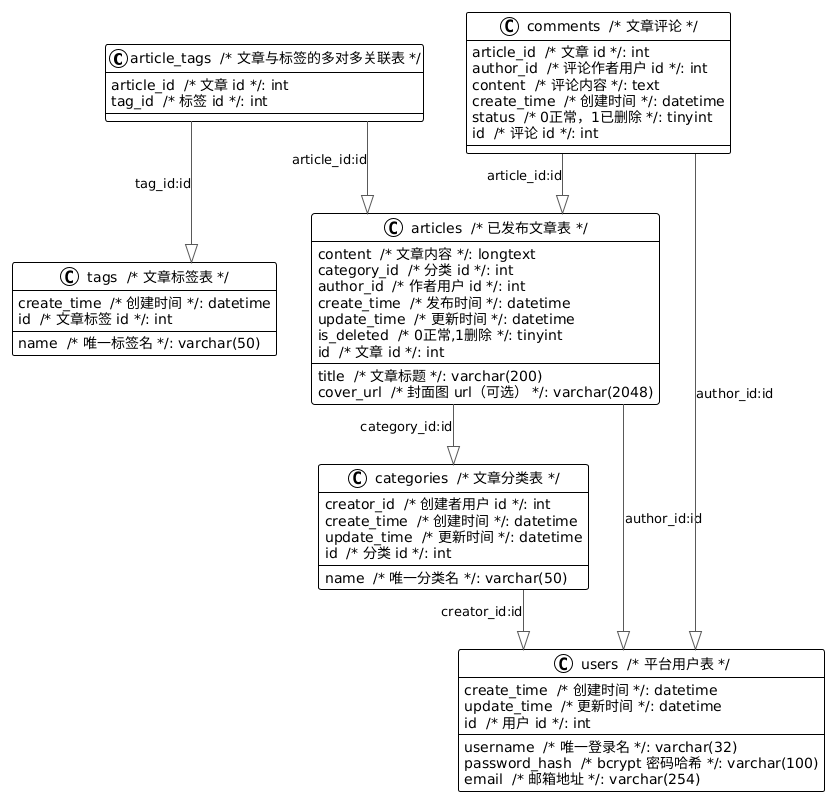 C comments /* 文章评论 */
article_id /* 文章 id */: int
author_id /* 评论作者用户 id */: int
content /* 评论内容 */: text
create_time /* 创建时间 */: datetime
status /* 0正常，1已删除 */: tinyint
id /* 评论 id */: int
C article_tags /* 文章与标签的多对多关联表 */
article_id /* 文章 id */: int
tag_id /* 标签 id */: int
article_id:id
article_id:id
tag_id:id
C articles /* 已发布文章表 */
content /* 文章内容 */: longtext
category_id /* 分类 id */: int
author_id /* 作者用户 id */: int
create_time /* 发布时间 */: datetime
update_time /* 更新时间 */: datetime
is_deleted /* 0正常,1删除 */: tinyint
id /* 文章 id */: int
title /* 文章标题 */: varchar(200)
cover_url /* 封面图 url（可选） */: varchar(2048)
C tags /* 文章标签表 */
create_time /* 创建时间 */: datetime
id /* 文章标签 id */: int
name /* 唯一标签名 */: varchar(50)
author_id:id
category_id:id
C categories /* 文章分类表 */
creator_id /* 创建者用户 id */: int
create_time /* 创建时间 */: datetime
update_time /* 更新时间 */: datetime
id /* 分类 id */: int
name /* 唯一分类名 */: varchar(50)
author_id:id
creator_id:id
C users /* 平台用户表 */
create_time /* 创建时间 */: datetime
update_time /* 更新时间 */: datetime
id /* 用户 id */: int
username /* 唯一登录名 */: varchar(32)
password_hash /* bcrypt 密码哈希 */: varchar(100)
email /* 邮箱地址 */: varchar(254)